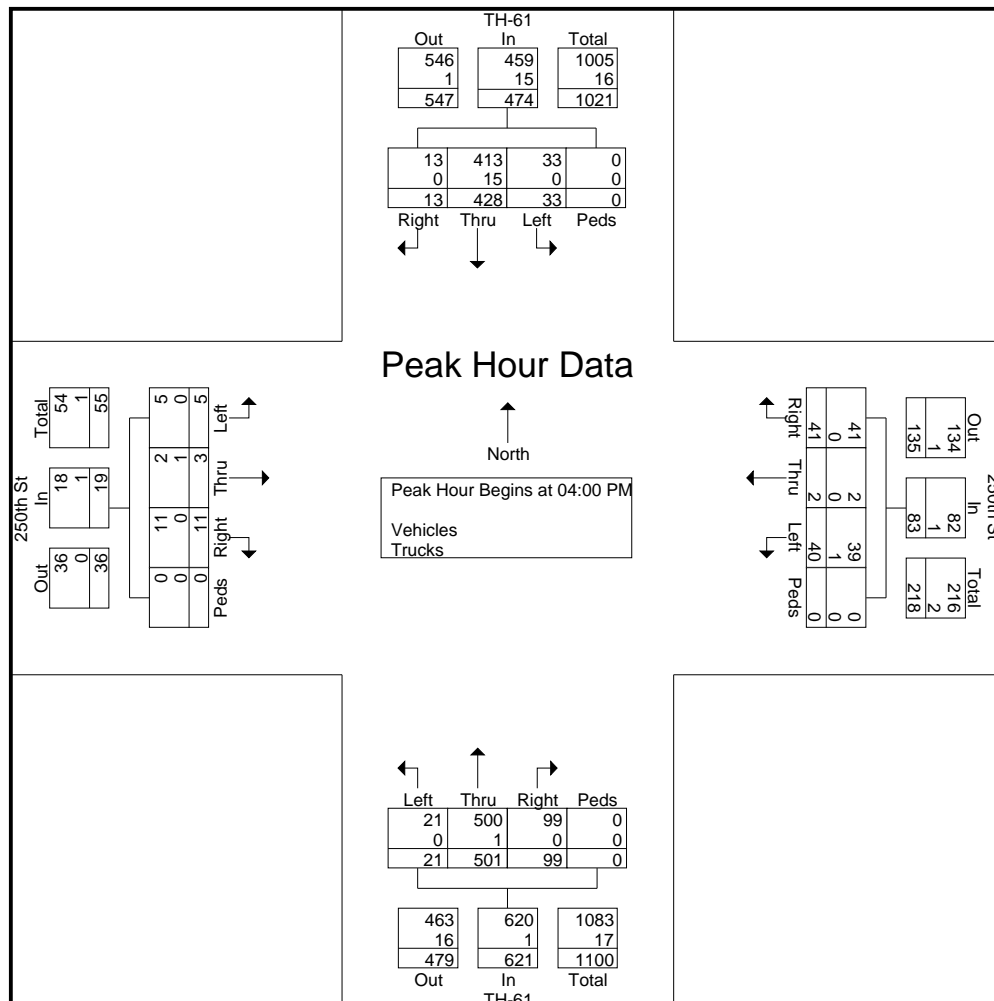 TH-61
Out In Total
546 459 1005
1 15 16
547 474 1021
13 413 33 0
0 15 0 0
13 428 33 0
Right Thru Left Peds
Peak Hour Data
North
Peak Hour Begins at 04:00 PM
Vehicles
Trucks
250th St
Total In Out
54 18 36
1 1 0
55 19 36
5 2 11 0
0 1 0 0
5 3 11 0
Left Thru Right Peds
Right Thru Left Peds
41 2 40 0
0 0 1 0
41 2 39 0
135 83 218
1 1 2
134 82 216
Out In Total
250th St
Left Thru Right Peds
21 500 99 0
0 1 0 0
21 501 99 0
463 620 1083
16 1 17
479 621 1100
Out In Total
TH-61